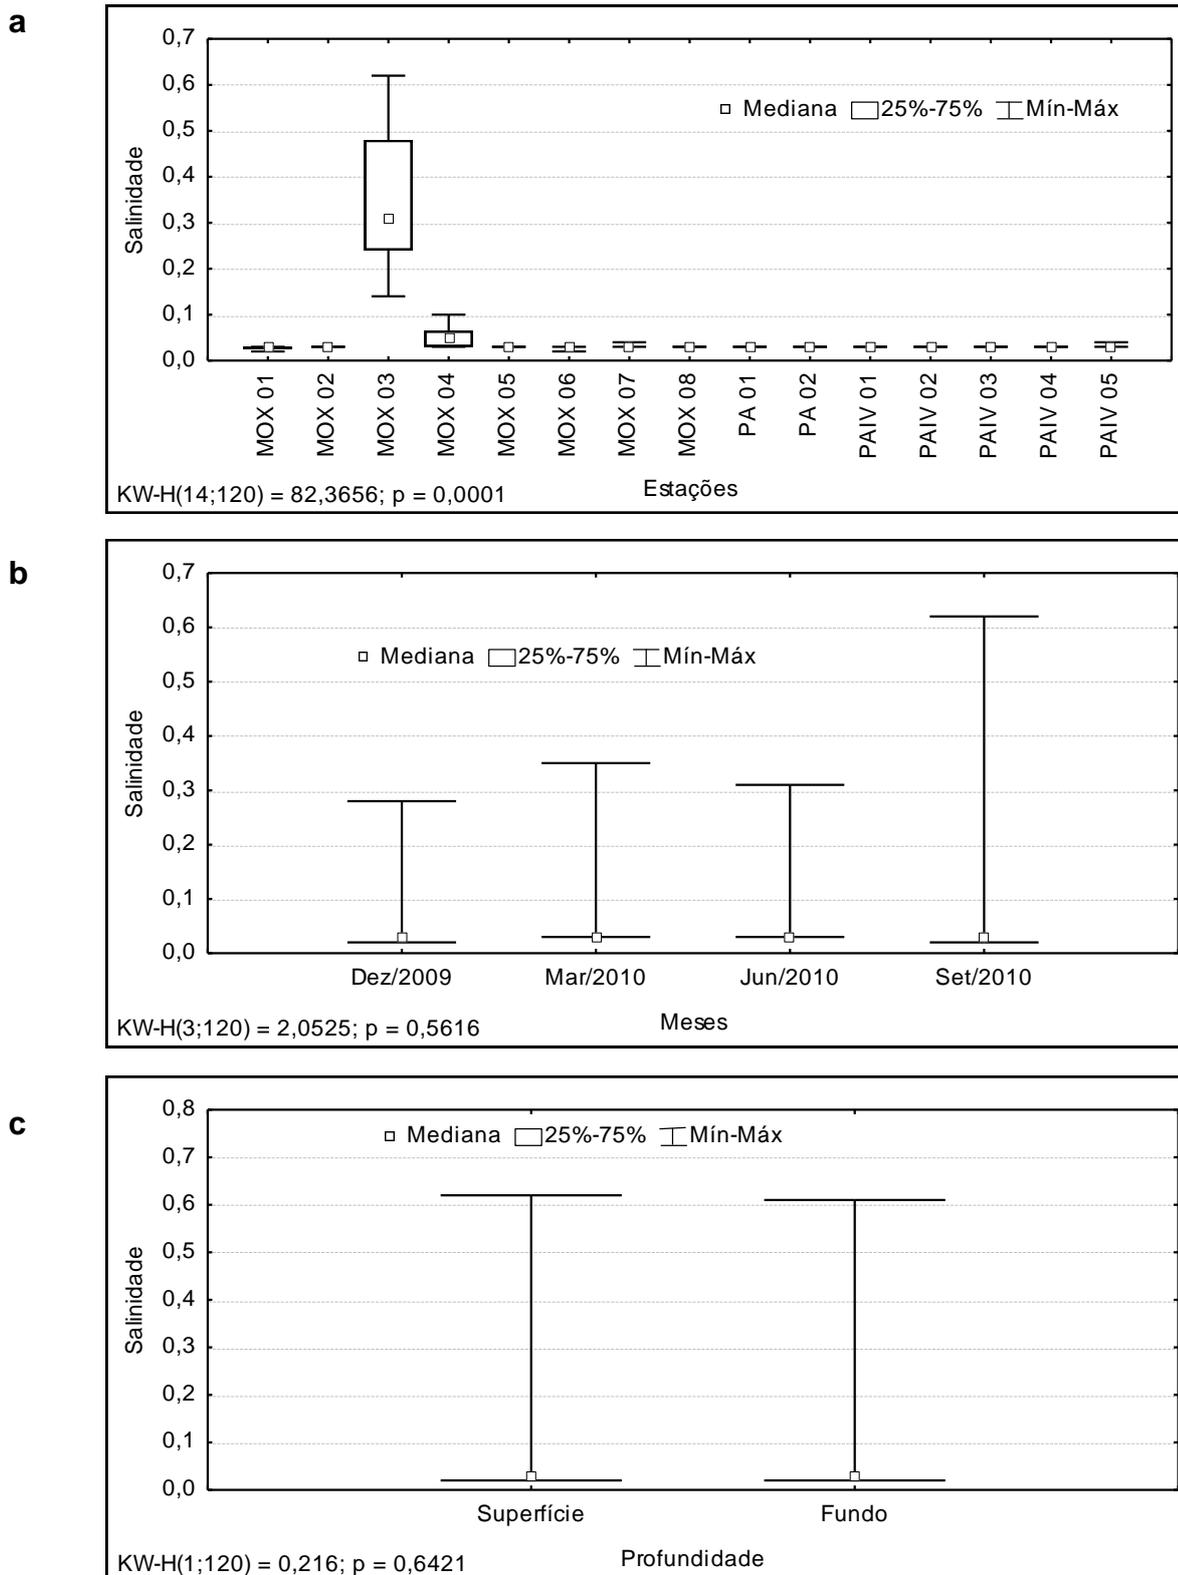 a
0,7
0,6
0,5
0,4
0,3
0,2
0,1
0,0
Salinidade
Mediana 25%-75% Mín-Máx
MOX 01
MOX 02
MOX 03
MOX 04
MOX 05
MOX 06
MOX 07
MOX 08
PA 01
PA 02
PAIV 01
PAIV 02
PAIV 03
PAIV 04
PAIV 05
Estações
KW-H(14;120) = 82,3656; p = 0,0001
b
0,7
0,6
0,5
0,4
0,3
0,2
0,1
0,0
Salinidade
Mediana 25%-75% Mín-Máx
Dez/2009 Mar/2010 Jun/2010 Set/2010
Meses
KW-H(3;120) = 2,0525; p = 0,5616
c
0,8
0,7
0,6
0,5
0,4
0,3
0,2
0,1
0,0
Salinidade
Mediana 25%-75% Mín-Máx
Superfície Fundo
Profundidade
KW-H(1;120) = 0,216; p = 0,6421